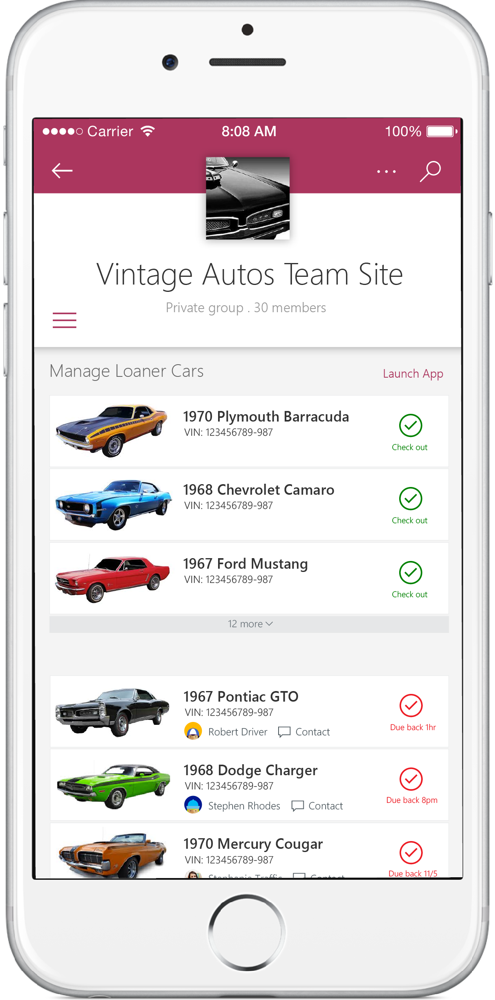 Carrier 8:08 AM 100%
Vintage Autos Team Site
Private group . 30 members
Manage Loaner Cars
Launch App
1970 Plymouth Barracuda
VIN: 123456789-987
Check out
1968 Chevrolet Camaro
VIN: 123456789-987
Check out
1967 Ford Mustang
VIN: 123456789-987
Check out
12 more
1967 Pontiac GTO
VIN: 123456789-987
Robert Driver Contact
Due back 1hr
1968 Dodge Charger
VIN: 123456789-987
Stephen Rhodes Contact
Due back 8pm
1970 Mercury Cougar
VIN: 123456789-987
Stephanie Traffic Contact
Due back 11/5